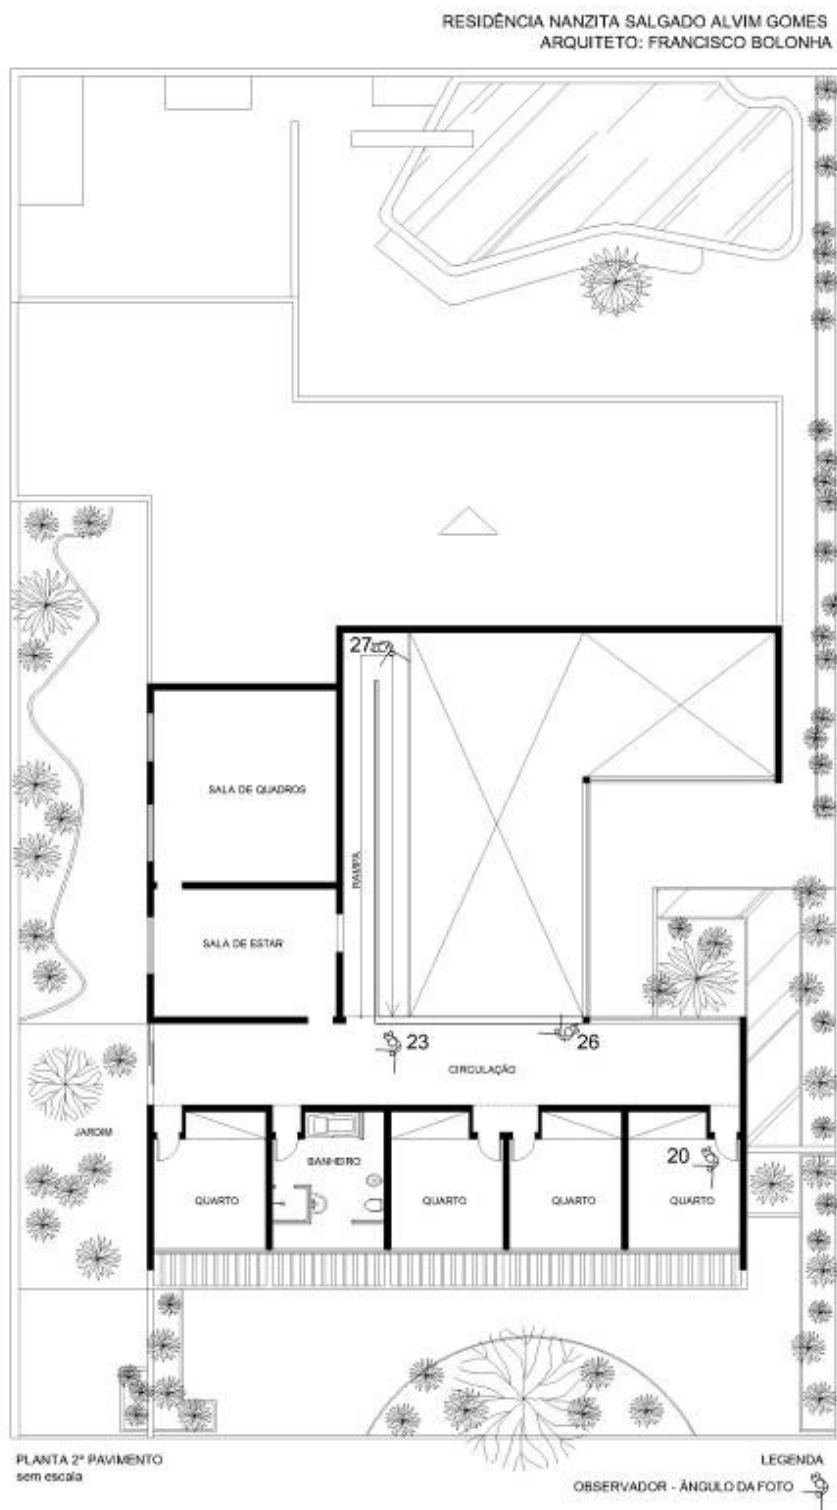 RESIDÊNCIA NANZITA SALGADO ALVIM GOMES
ARQUITETO: FRANCISCO BOLONHA
27
SALA DE QUADROS
RAMPA
SALA DE ESTAR
23
26
CIRCULAÇÃO
JARDIM
BANHEIRO
20
QUARTO
QUARTO
QUARTO
QUARTO
PLANTA 2º PAVIMENTO
sem escala
LEGENDA
OBSERVADOR - ÂNGULO DA FOTO